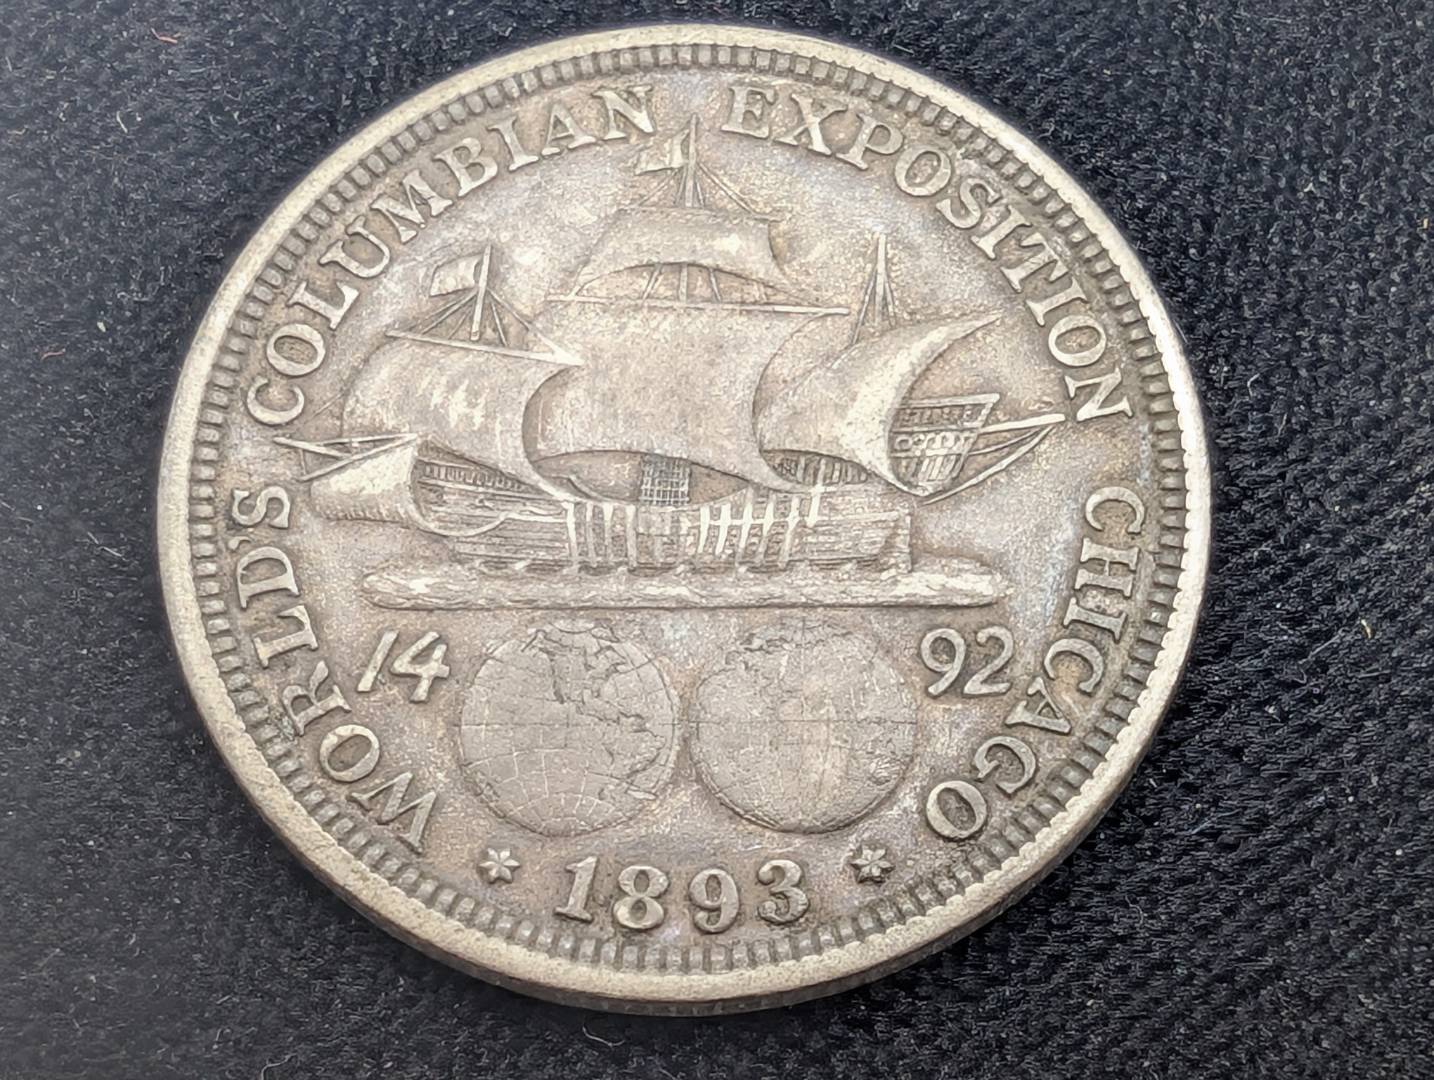 WORLD'S COLUMBIAN EXPOSITION CHICAGO
14 92
* 1893 *